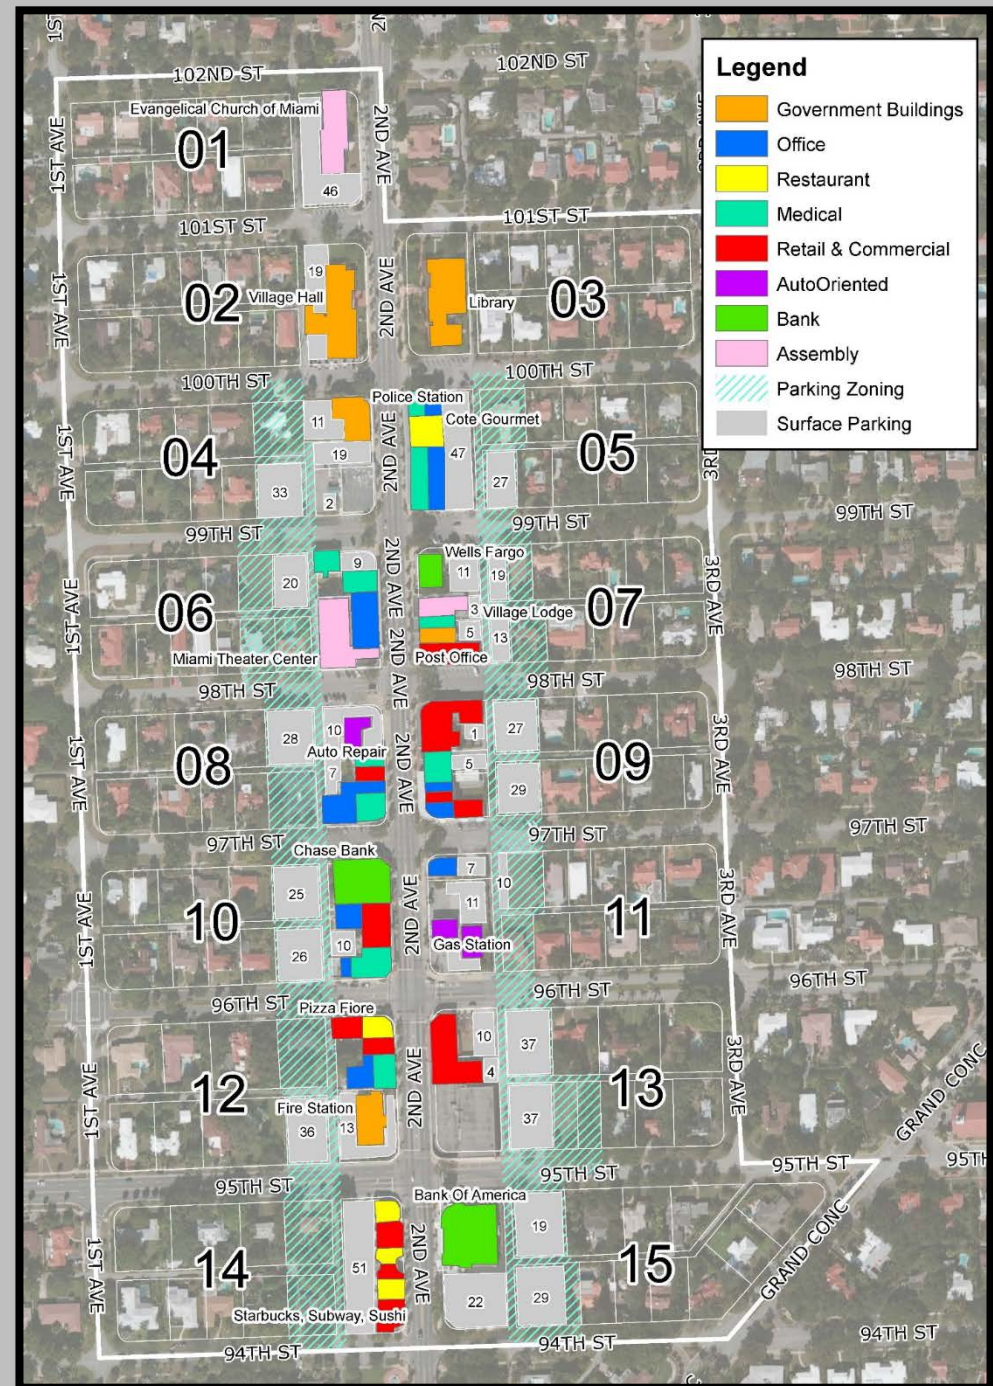 1ST
2N
102ND ST
102ND ST
Legend
Government Buildings
Office
Restaurant
Medical
Retail & Commercial
AutoOriented
Bank
Assembly
Parking Zoning
Surface Parking
Evangelical Church of Miami
01
1ST AVE
2ND AVE
3RD AVE
46
101ST ST
101ST ST
1ST AVE
02
19
Village Hall
2ND AVE
Library
03
100TH ST
100TH ST
Police Station
Cote Gourmet
1ST AVE
04
11
19
33
2
2ND AVE
47
27
05
3RD
99TH ST
99TH ST
99TH ST
Wells Fargo
1ST AVE
06
20
9
2ND AVE
11
19
3
Village Lodge
5
13
07
3RD AVE
Miami Theater Center
2ND AVE
Post Office
98TH ST
98TH ST
98TH ST
1ST AVE
08
28
10
Auto Repair
7
2ND AVE
1
5
27
29
09
3RD AVE
97TH ST
97TH ST
97TH ST
Chase Bank
1ST AVE
10
25
10
26
2ND AVE
7
10
11
Gas Station
11
3RD AVE
96TH ST
96TH ST
96TH ST
Pizza Fiore
1ST AVE
12
Fire Station
36
13
2ND AVE
10
4
37
37
13
3RD AVE
GRAND CONC
95TH ST
95TH ST
95TH ST
95TH
Bank Of America
1ST AVE
14
51
2ND AVE
19
22
29
15
GRAND CONC
Starbucks, Subway, Sushi
94TH ST
94TH ST
94TH ST